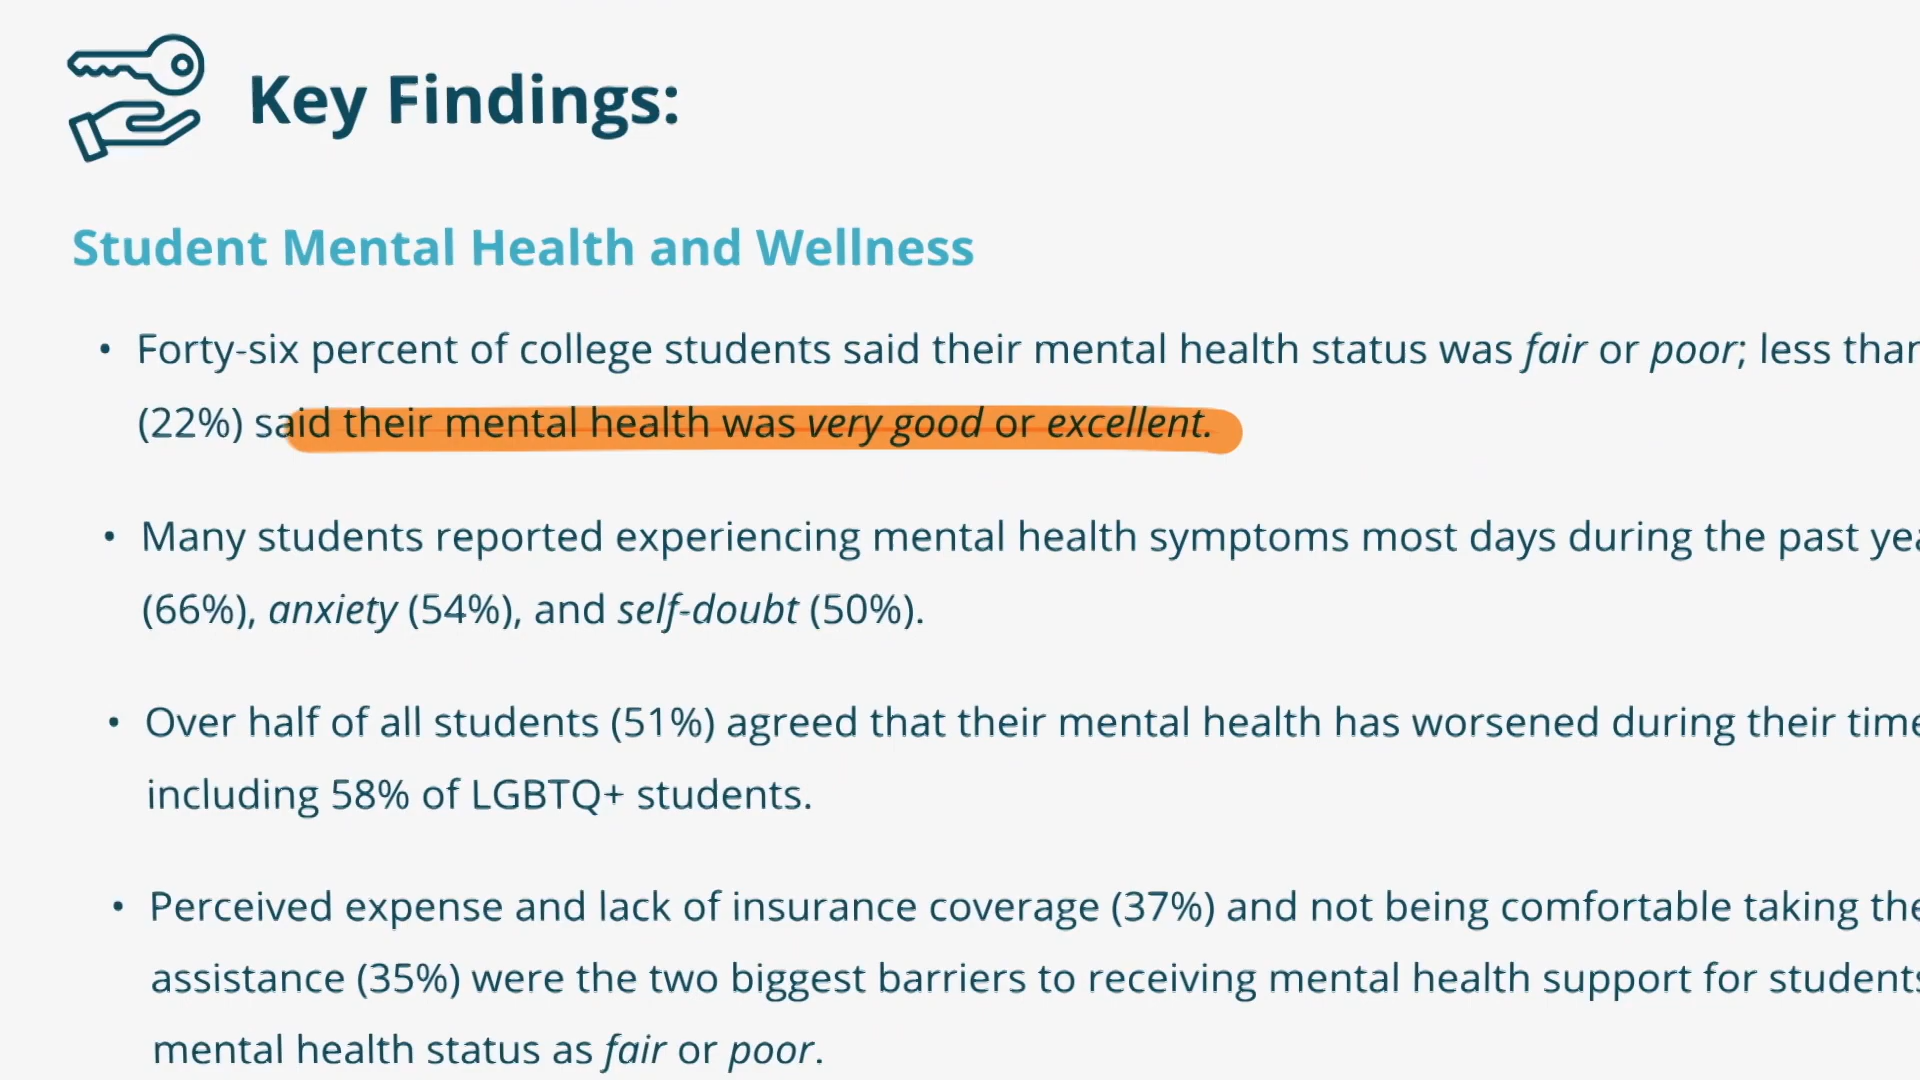 Key Findings:
Student Mental Health and Wellness
• Forty-six percent of college students said their mental health status was fair or poor; less than
(22%) said their mental health was very good or excellent.
• Many students reported experiencing mental health symptoms most days during the past
(66%), anxiety (54%), and self-doubt (50%).
• Over half of all students (51%) agreed that their mental health has worsened during their time
including 58% of LGBTQ+ students.
• Perceived expense and lack of insurance coverage (37%) and not being comfortable taking
assistance (35%) were the two biggest barriers to receiving mental health support for students
mental health status as fair or poor.